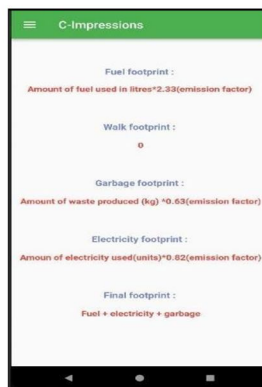 C-Impressions
Fuel footprint :
Amount of fuel used in litres*2.33(emission factor)
Walk footprint :
0
Garbage footprint :
Amount of waste produced (kg) *0.63(emission factor)
Electricity footprint :
Amoun of electricity used(units)*0.82(emission factor)
Final footprint :
Fuel + electricity + garbage